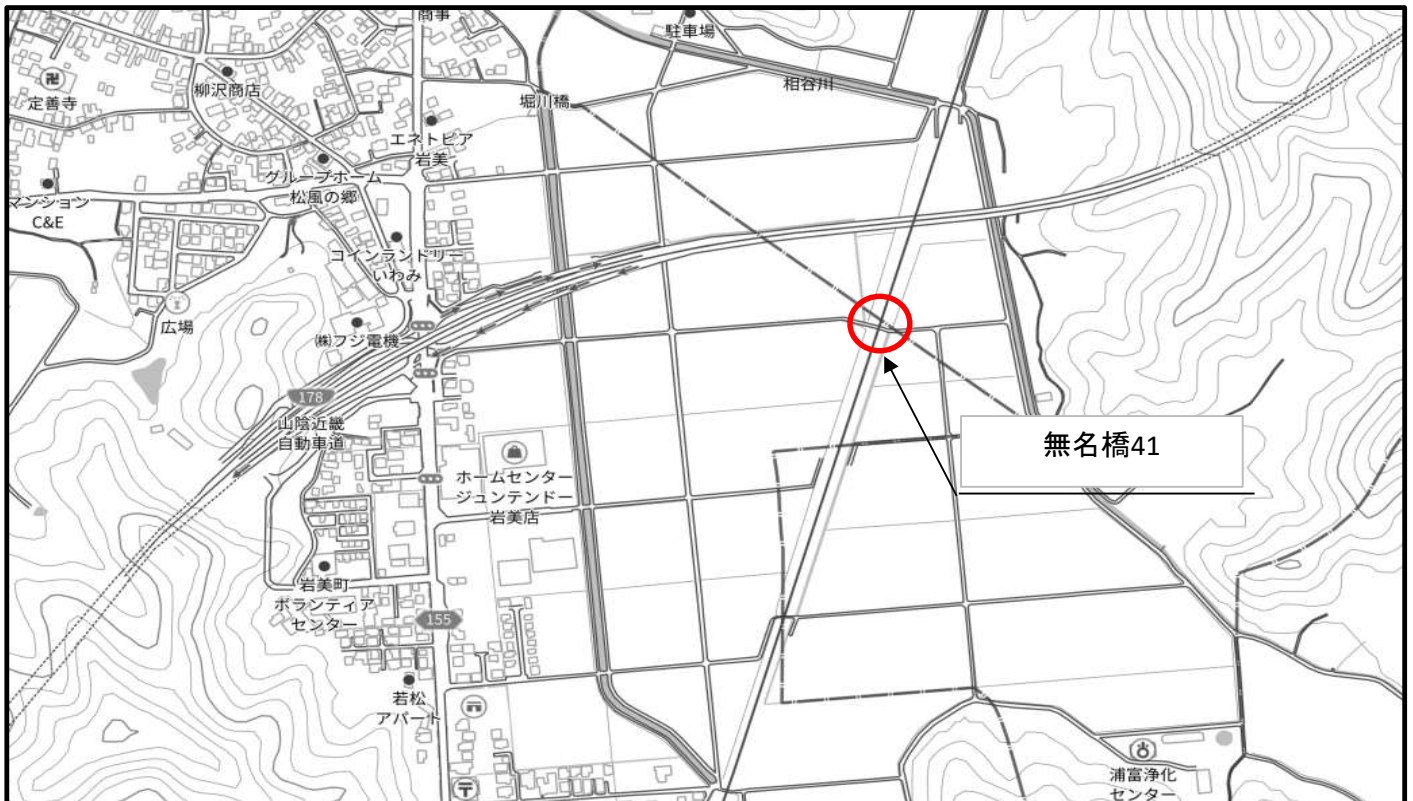 商事
駐車場
柳沢商店
定善寺
堀川橋
相谷川
エネトピア
岩美
グループホーム
松風の郷
マンション
C&E
コインランドリー
いわみ
広場
㈱フジ電機
178
山陰近畿
自動車道
無名橋41
ホームセンター
ジュンテンドー
岩美店
岩美町
ボランティア
センター
155
若松
アパート
浦富浄化
センター